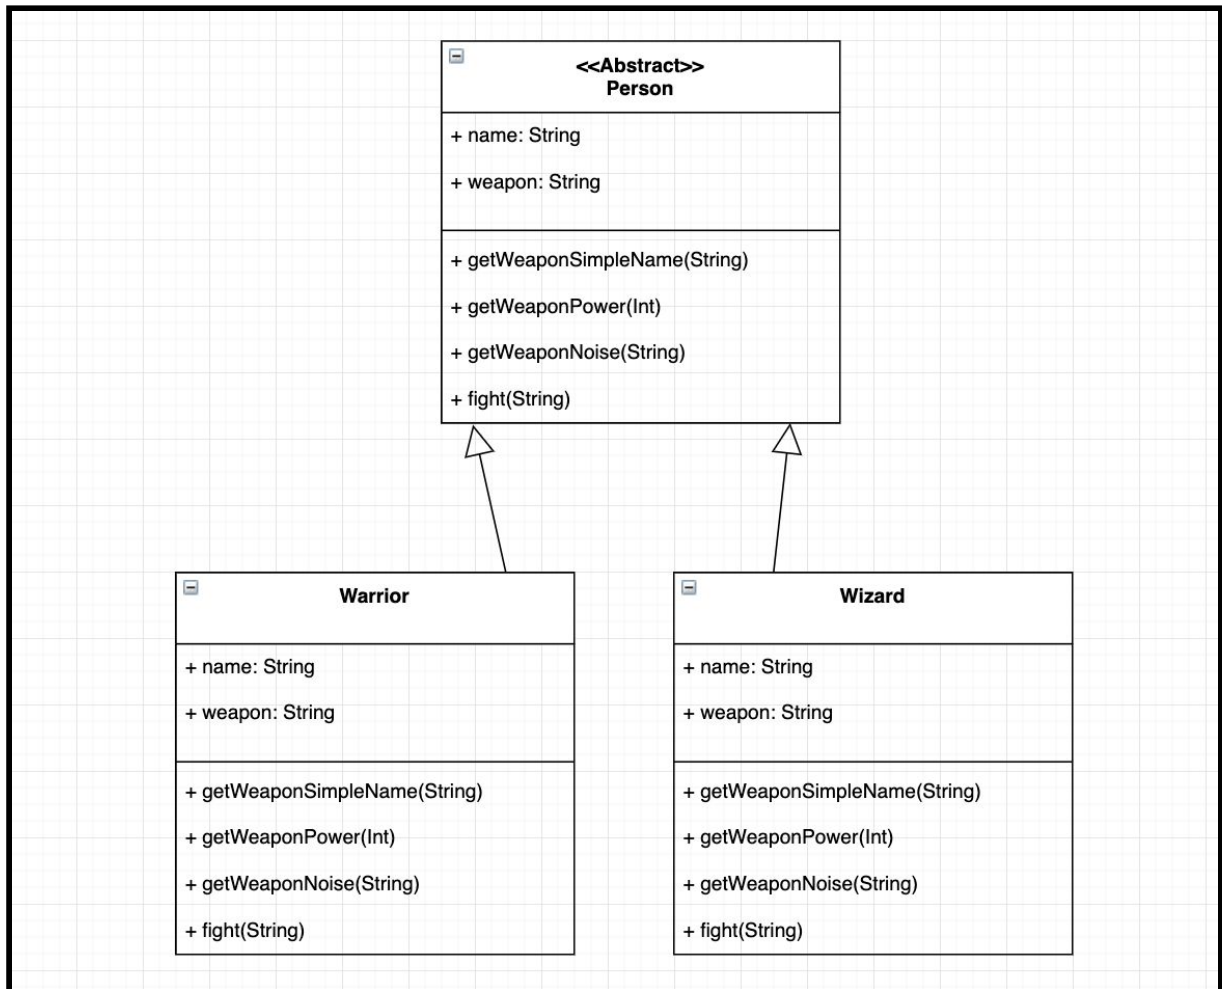 <<Abstract>>
Person
+ name: String
+ weapon: String
+ getWeaponSimpleName(String)
+ getWeaponPower(Int)
+ getWeaponNoise(String)
+ fight(String)
Warrior
+ name: String
+ weapon: String
+ getWeaponSimpleName(String)
+ getWeaponPower(Int)
+ getWeaponNoise(String)
+ fight(String)
Wizard
+ name: String
+ weapon: String
+ getWeaponSimpleName(String)
+ getWeaponPower(Int)
+ getWeaponNoise(String)
+ fight(String)